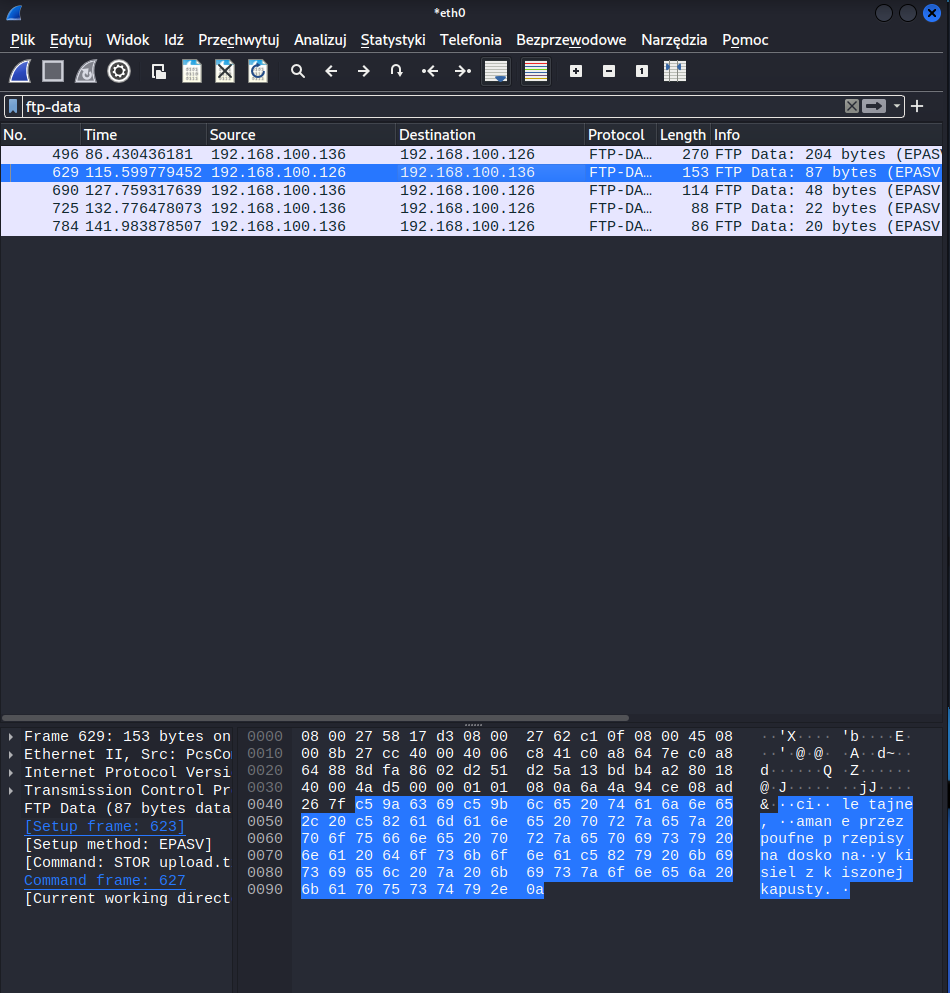 *eth0
Plik Edytuj Widok Idź Przechwytuj Analizuj Statystyki Telefonia Bezprzewodowe Narzędzia Pomoc
ftp-data
No. Time Source Destination Protocol Length Info
496 86.430436181 192.168.100.136 192.168.100.126 FTP-DA… 270 FTP Data: 204 bytes (EPASV
629 115.599779452 192.168.100.126 192.168.100.136 FTP-DA… 153 FTP Data: 87 bytes (EPASV
690 127.759317639 192.168.100.136 192.168.100.126 FTP-DA… 114 FTP Data: 48 bytes (EPASV
725 132.776478073 192.168.100.136 192.168.100.126 FTP-DA… 88 FTP Data: 22 bytes (EPASV
784 141.983878507 192.168.100.136 192.168.100.126 FTP-DA… 86 FTP Data: 20 bytes (EPASV
Frame 629: 153 bytes on
Ethernet II, Src: PcsCo
Internet Protocol Versi
Transmission Control Pr
FTP Data (87 bytes data
[Setup frame: 623]
[Setup method: EPASV]
[Command: STOR upload.t
Command frame: 627
[Current working direct
0000 08 00 27 58 17 d3 08 00 27 62 c1 0f 08 00 45 08 ··'X···· 'b····E·
0010 00 8b 27 cc 40 00 40 06 c8 41 c0 a8 64 7e c0 a8 ··'·@·@· ·A··d~··
0020 64 88 8d fa 86 02 d2 51 d2 5a 13 bd b4 a2 80 18 d······Q ·Z······
0030 40 00 4a d5 00 00 01 01 08 0a 6a 4a 94 ce 08 ad @·J····· ··jJ····
0040 26 7f c5 9a 63 69 c5 9b 6c 65 20 74 61 6a 6e 65 &···ci·· le tajne
0050 2c 20 c5 82 61 6d 61 6e 65 20 70 72 7a 65 7a 20 , ··aman e przez
0060 70 6f 75 66 6e 65 20 70 72 7a 65 70 69 73 79 20 poufne p rzepisy
0070 6e 61 20 64 6f 73 6b 6f 6e 61 c5 82 79 20 6b 69 na dosko na··y ki
0080 73 69 65 6c 20 7a 20 6b 69 73 7a 6f 6e 65 6a 20 siel z k iszonej
0090 6b 61 70 75 73 74 79 2e 0a kapusty. ·